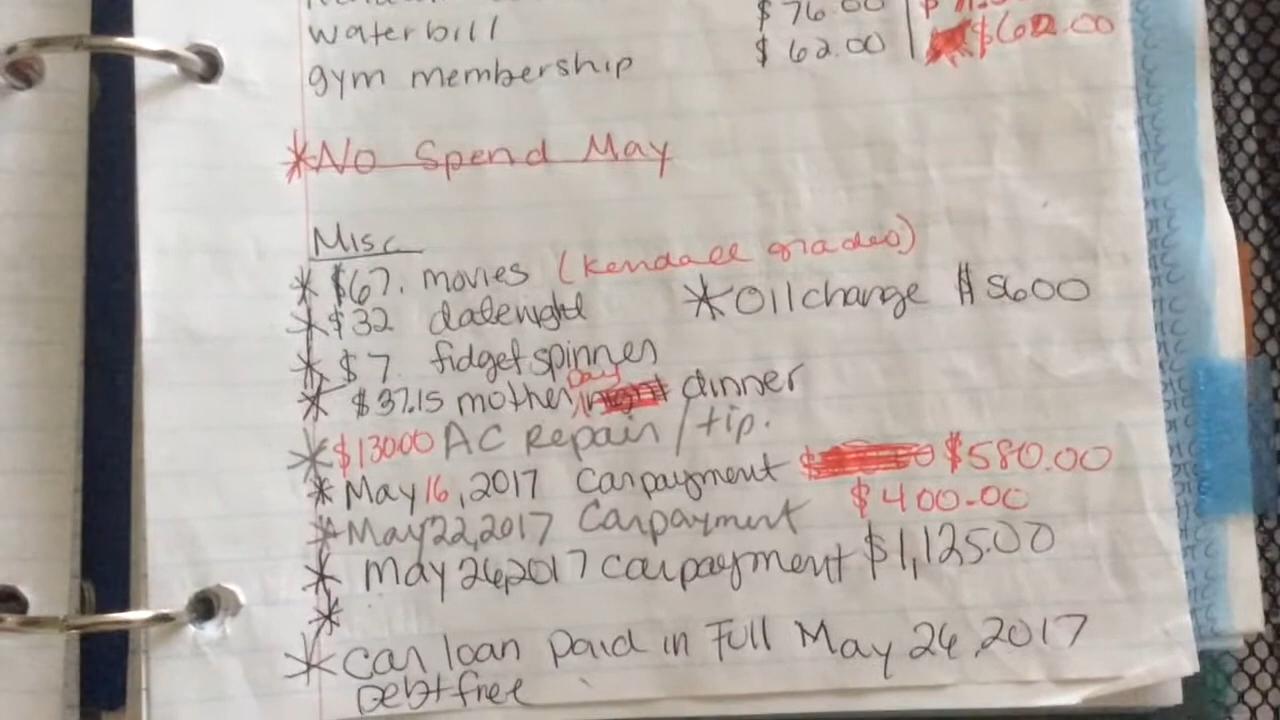 waterbill $76.00
gym membership $62.00 $62.00
*No Spend May
Misc
* $67. movies (Kendall grades)
* $32 datenight *Oilchange $5600
* $7. fidget spinner
* $37.15 mother Day dinner
* $13000 AC Repair/tip.
* May 16, 2017 Carpayment $580.00
* May 22, 2017 Carpayment $400.00
* May 26, 2017 carpayment $1,125.00
*
* Car loan paid in Full May 26, 2017
Debt free